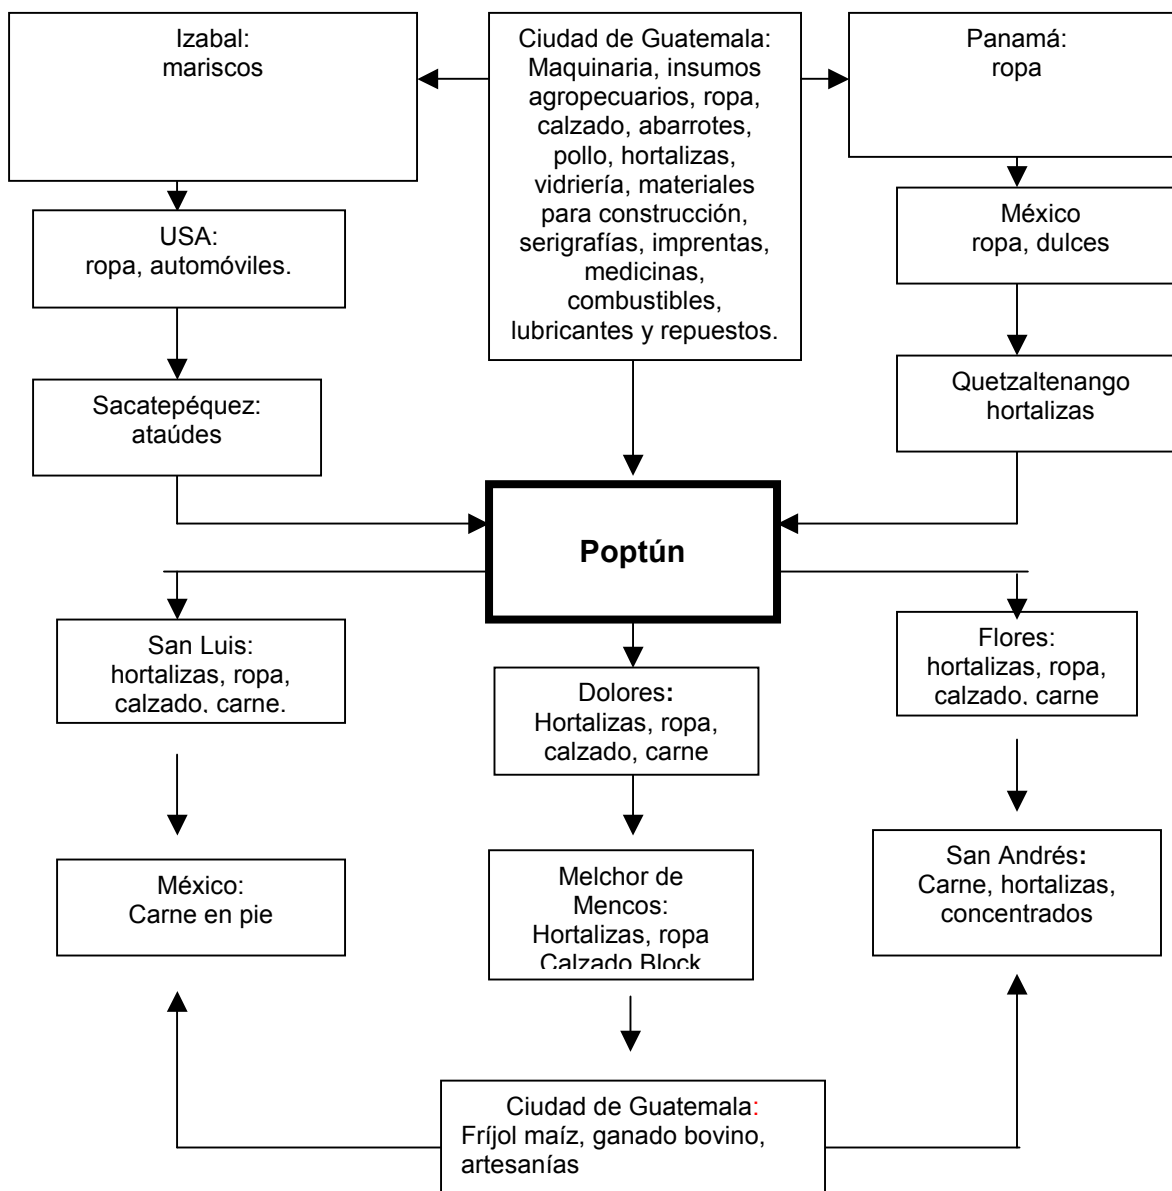 Izabal:
mariscos
Ciudad de Guatemala:
Maquinaria, insumos
agropecuarios, ropa,
calzado, abarrotes,
pollo, hortalizas,
vidriería, materiales
para construcción,
serigrafías, imprentas,
medicinas,
combustibles,
lubricantes y repuestos.
Panamá:
ropa
USA:
ropa, automóviles.
México
ropa, dulces
Sacatepéquez:
ataúdes
Quetzaltenango
hortalizas
Poptún
San Luis:
hortalizas, ropa,
calzado, carne.
Dolores:
Hortalizas, ropa,
calzado, carne
Flores:
hortalizas, ropa,
calzado, carne
México:
Carne en pie
Melchor de
Mencos:
Hortalizas, ropa
Calzado Block
San Andrés:
Carne, hortalizas,
concentrados
Ciudad de Guatemala:
Fríjol maíz, ganado bovino,
artesanías